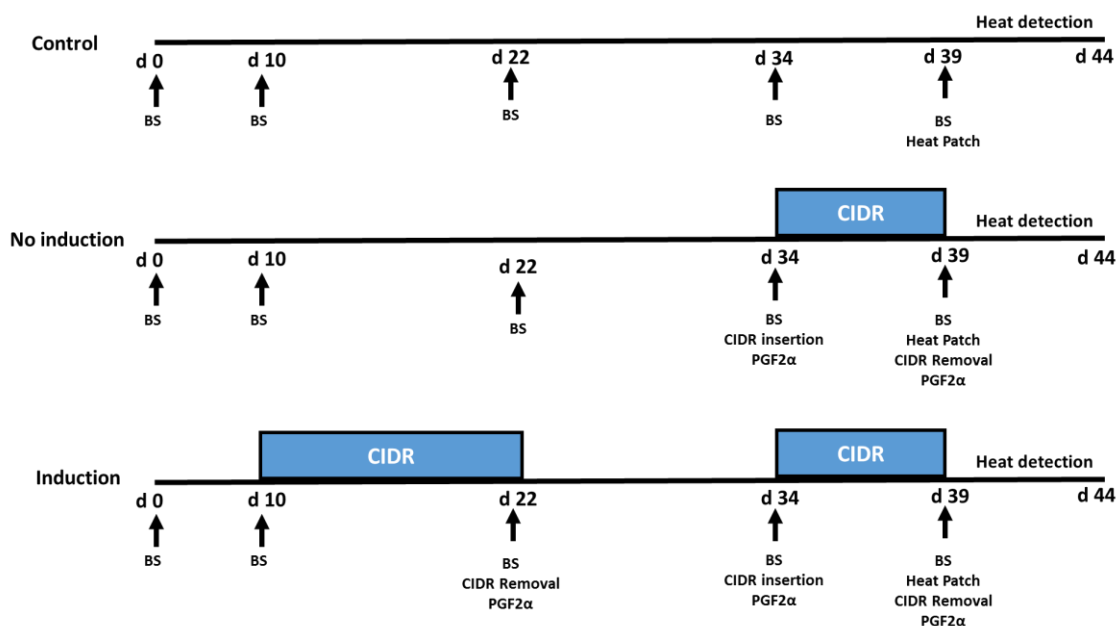 Heat detection
Control
d 0 d 10 d 22 d 34 d 39 d 44
BS BS BS BS BS
Heat Patch
CIDR
No induction Heat detection
d 0 d 10 d 22 d 34 d 39 d 44
BS BS BS BS BS
CIDR insertion Heat Patch
PGF2α CIDR Removal
PGF2α
CIDR CIDR
Induction Heat detection
d 0 d 10 d 22 d 34 d 39 d 44
BS BS BS BS BS
CIDR Removal CIDR insertion Heat Patch
PGF2α PGF2α CIDR Removal
PGF2α